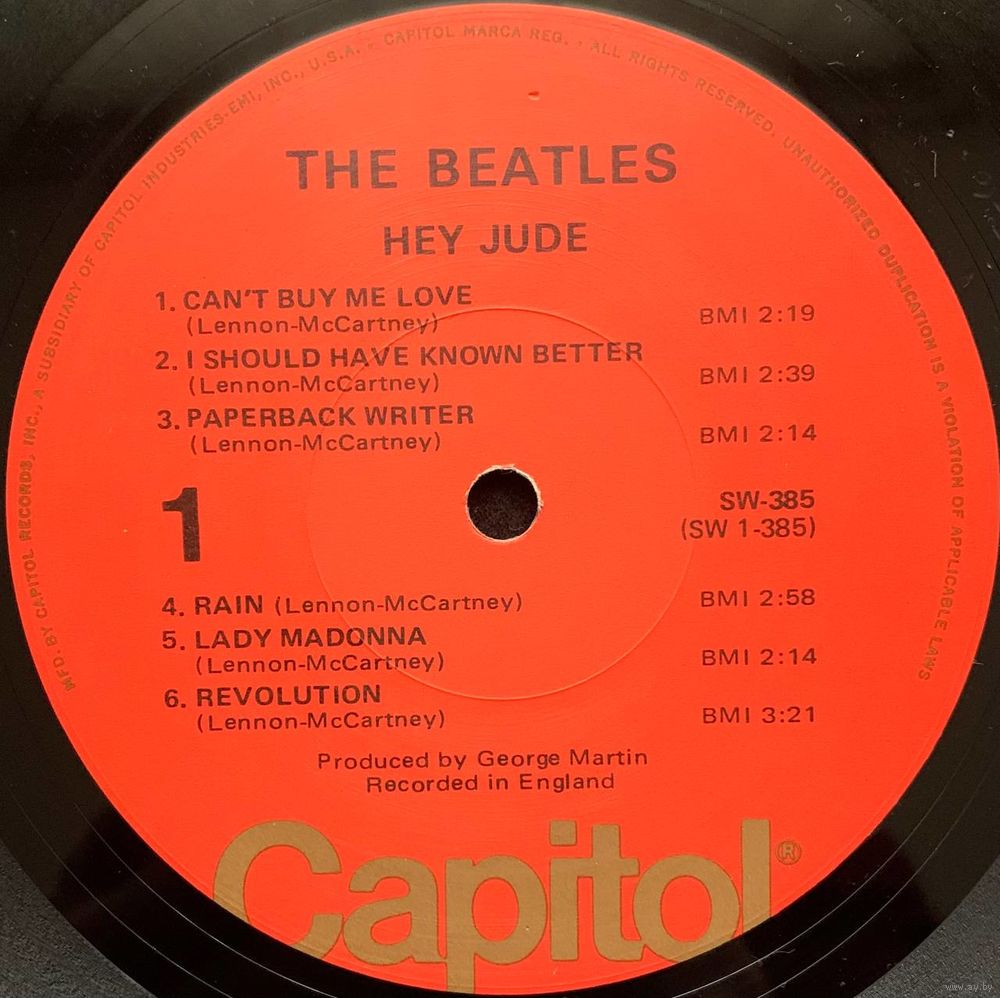 MFD. BY CAPITOL RECORDS, INC., A SUBSIDIARY OF CAPITOL INDUSTRIES-EMI, INC., U.S.A. • CAPITOL MARCA REG. • ALL RIGHTS RESERVED. UNAUTHORIZED DUPLICATION IS A VIOLATION OF APPLICABLE LAWS
THE BEATLES
HEY JUDE
1. CAN'T BUY ME LOVE
(Lennon-McCartney) BMI 2:19
2. I SHOULD HAVE KNOWN BETTER
(Lennon-McCartney) BMI 2:39
3. PAPERBACK WRITER
(Lennon-McCartney) BMI 2:14
1
SW-385
(SW 1-385)
4. RAIN (Lennon-McCartney) BMI 2:58
5. LADY MADONNA
(Lennon-McCartney) BMI 2:14
6. REVOLUTION
(Lennon-McCartney) BMI 3:21
Produced by George Martin
Recorded in England
Capitol®
www.ay.by